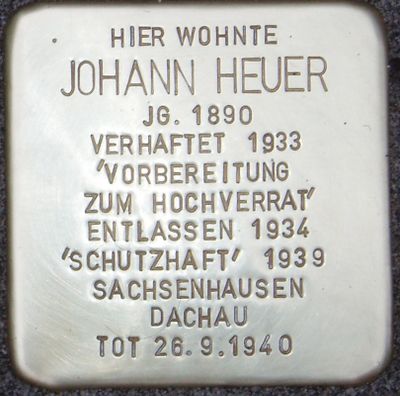 HIER WOHNTE
JOHANN HEUER
JG. 1890
VERHAFTET 1933
'VORBEREITUNG
ZUM HOCHVERRAT'
ENTLASSEN 1934
'SCHUTZHAFT' 1939
SACHSENHAUSEN
DACHAU
TOT 26.9.1940